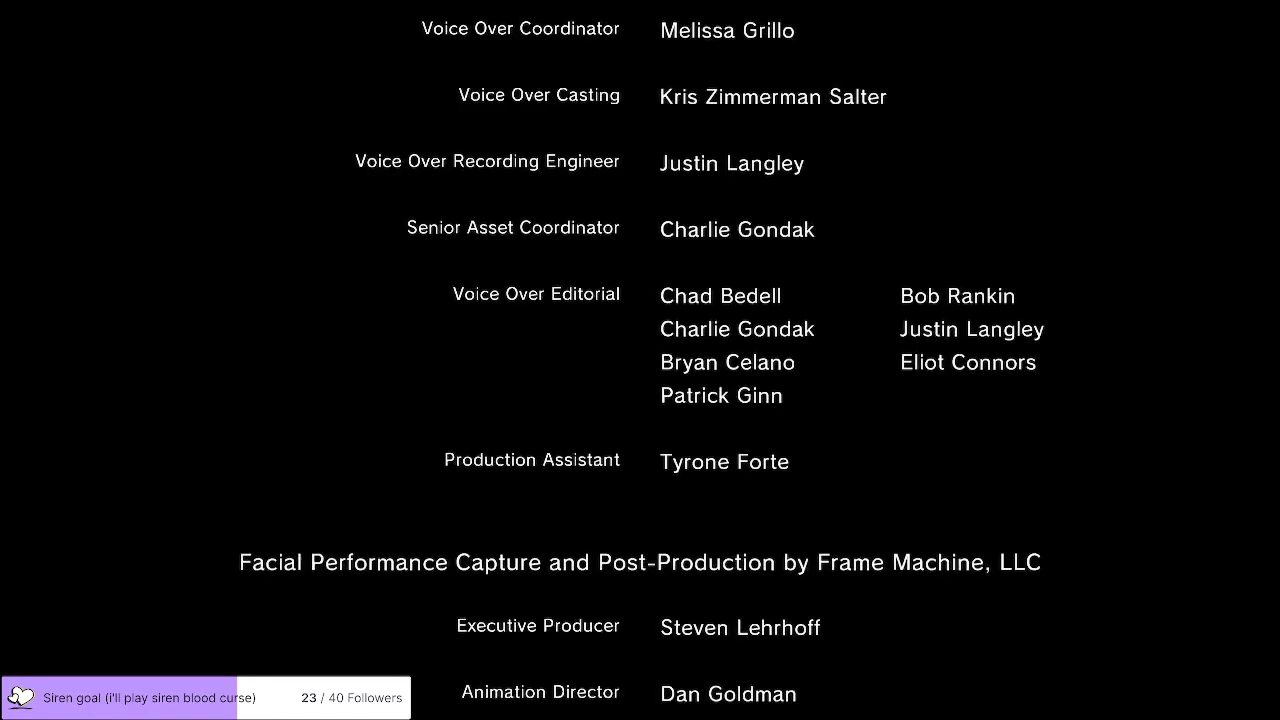 Voice Over Coordinator Melissa Grillo
Voice Over Casting Kris Zimmerman Salter
Voice Over Recording Engineer Justin Langley
Senior Asset Coordinator Charlie Gondak
Voice Over Editorial Chad Bedell Bob Rankin
Charlie Gondak Justin Langley
Bryan Celano Eliot Connors
Patrick Ginn
Production Assistant Tyrone Forte
Facial Performance Capture and Post-Production by Frame Machine, LLC
Executive Producer Steven Lehrhoff
Animation Director Dan Goldman
Siren goal (i'll play siren blood curse) 23 / 40 Followers